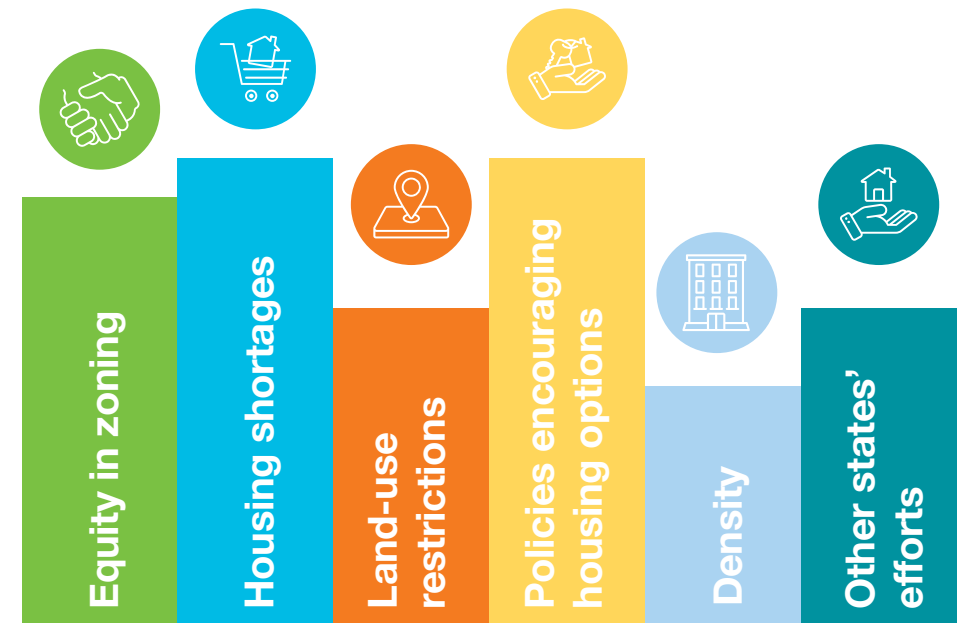 Equity in zoning
Housing shortages
Land-use
restrictions
Policies encouraging
housing options
Density
Other states’
efforts